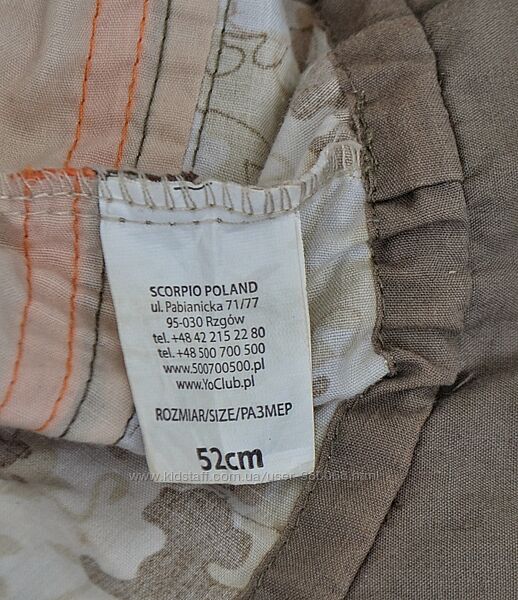 SCORPIO POLAND
ul. Pabianicka 71/77
95-030 Rzgów
tel.+48 42 215 22 80
tel.+48 500 700 500
www.500700500.pl
www.YoClub.pl
ROZMIAR/SIZE/РАЗМЕР
52cm